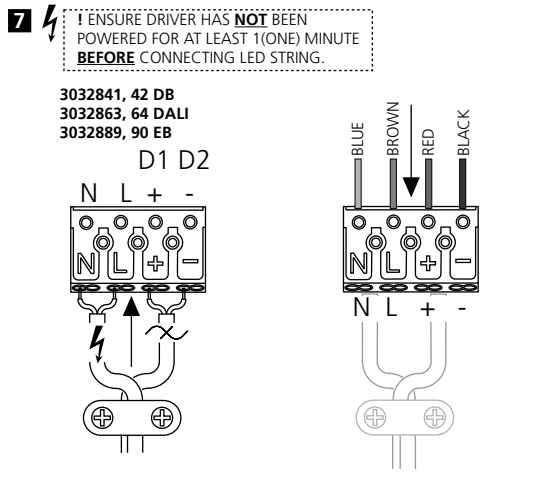 7
! ENSURE DRIVER HAS NOT BEEN
POWERED FOR AT LEAST 1(ONE) MINUTE
BEFORE CONNECTING LED STRING.
3032841, 42 DB
3032863, 64 DALI
3032889, 90 EB
D1 D2
N L + -
N L + -
BLUE
BROWN
RED
BLACK
N L + -
N L + -